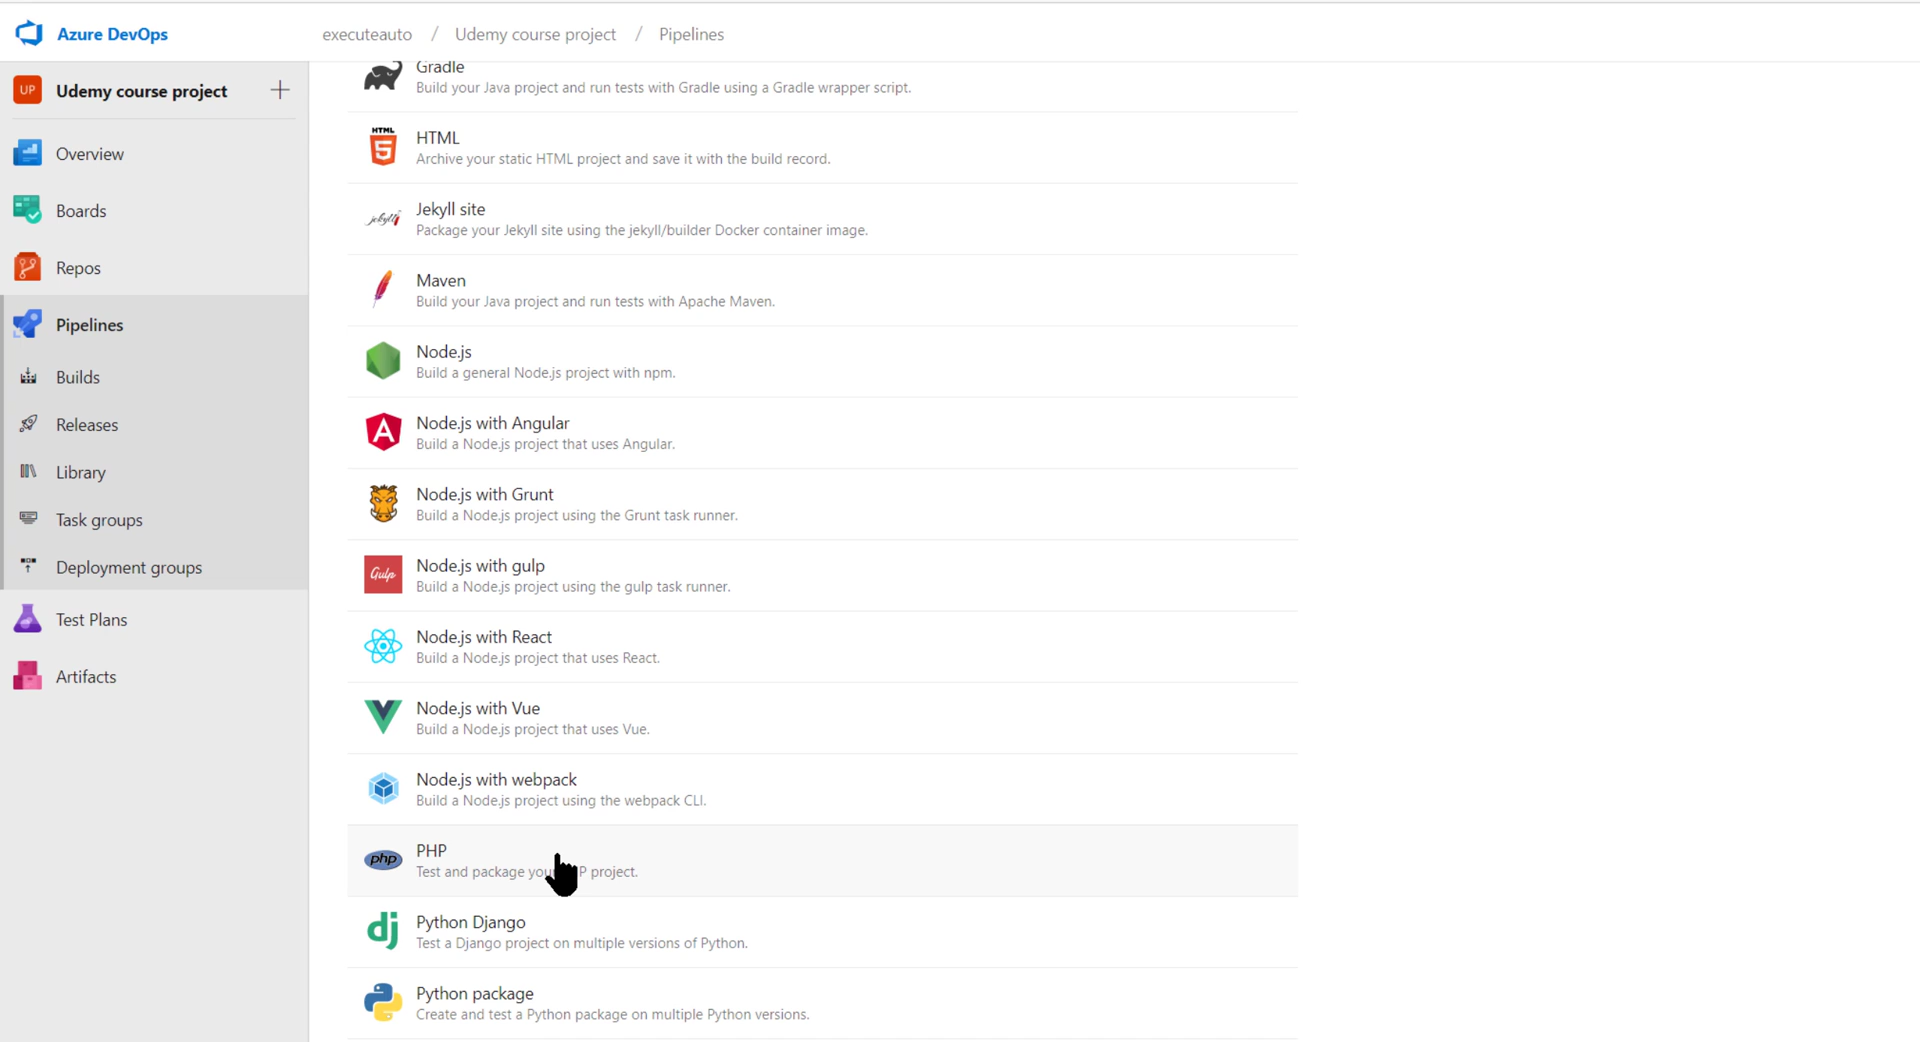 Azure DevOps
executeauto / Udemy course project / Pipelines
UP Udemy course project
Overview
Boards
Repos
Pipelines
Builds
Releases
Library
Task groups
Deployment groups
Test Plans
Artifacts
Gradle
Build your Java project and run tests with Gradle using a Gradle wrapper script.
HTML
5
HTML
Archive your static HTML project and save it with the build record.
jekyll
Jekyll site
Package your Jekyll site using the jekyll/builder Docker container image.
Maven
Build your Java project and run tests with Apache Maven.
Node.js
Build a general Node.js project with npm.
A
Node.js with Angular
Build a Node.js project that uses Angular.
Node.js with Grunt
Build a Node.js project using the Grunt task runner.
Gulp
Node.js with gulp
Build a Node.js project using the gulp task runner.
Node.js with React
Build a Node.js project that uses React.
Node.js with Vue
Build a Node.js project that uses Vue.
Node.js with webpack
Build a Node.js project using the webpack CLI.
php
PHP
Test and package P project.
dj
Python Django
Test a Django project on multiple versions of Python.
Python package
Create and test a Python package on multiple Python versions.